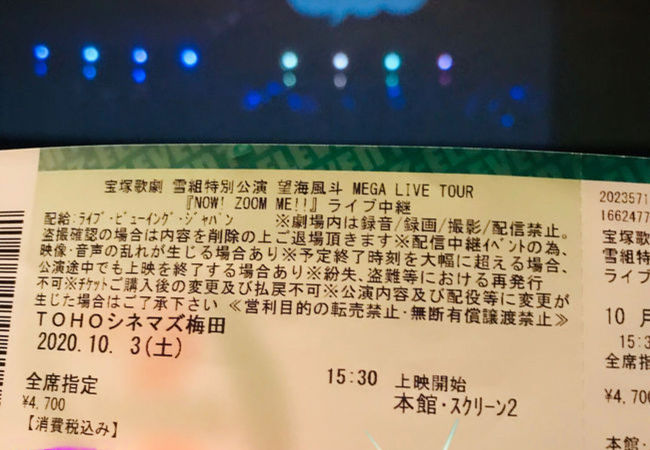 宝塚歌劇 雪組特別公演 望海風斗 MEGA LIVE TOUR
『NOW! ZOOM ME!!』ライブ中継
配給:ライブ・ビューイング・ジャパン ※劇場内は録音/録画/撮影/配信禁止。
盗撮確認の場合は内容を削除の上ご退場頂きます※配信中継イベントの為、
映像・音声の乱れが生じる場合あり※予定終了時刻を大幅に超える場合、
公演途中でも上映を終了する場合あり※紛失、盗難等における再発行
不可※チケットご購入後の変更及び払戻不可※公演内容及び配役等に変更が
生じた場合はご了承下さい ≪営利目的の転売禁止・無断有償譲渡禁止≫
TOHOシネマズ梅田
2020.10. 3(土)
15:30 上映開始
全席指定
本館・スクリーン2
¥4,700
【消費税込み】
2023571
1662477
宝塚歌
雪組特
ライブ
10 月
15:3
全席指
¥4,700
本館・